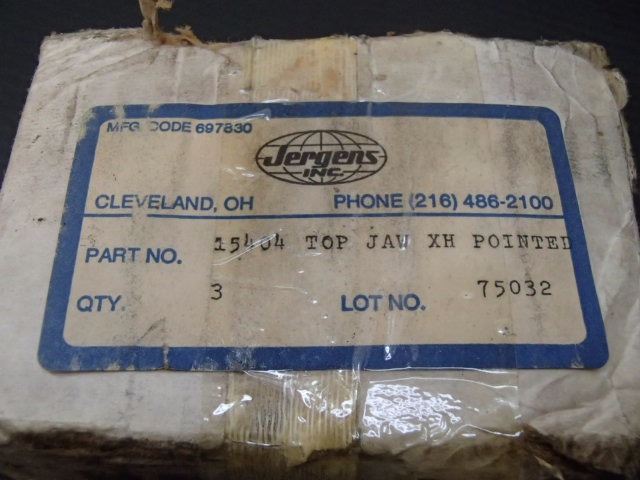 MFG CODE 697830
Jergens
INC.
CLEVELAND, OH PHONE (216) 486-2100
PART NO. 15404 TOP JAW XH POINTED
QTY. 3 LOT NO. 75032